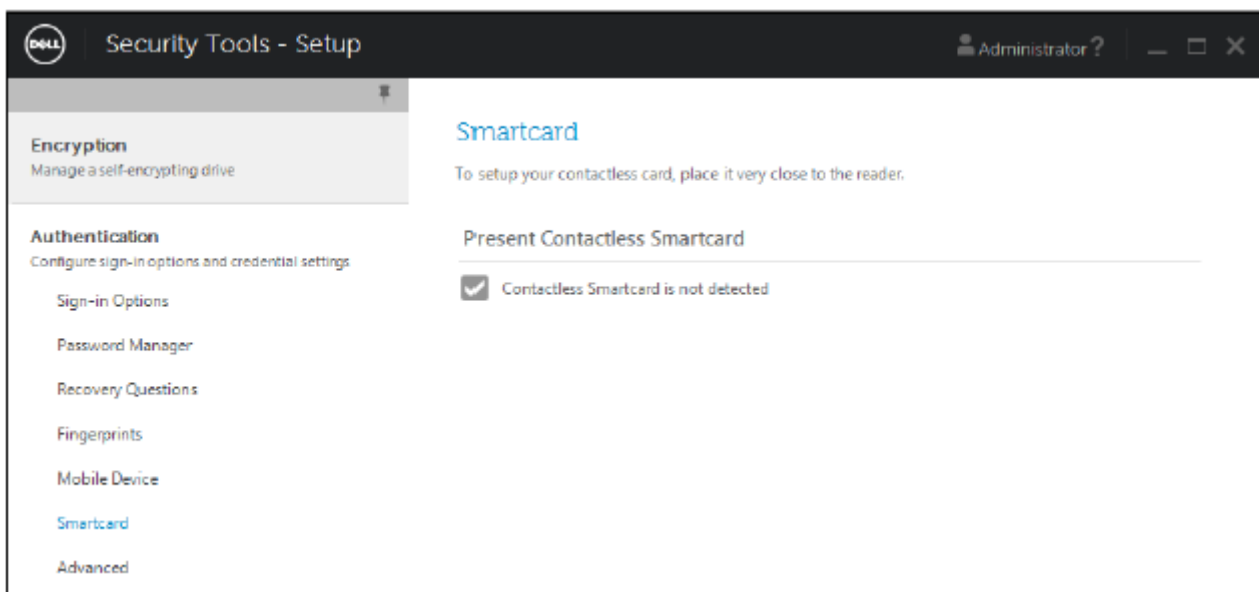 DELL
Security Tools - Setup
Administrator ?
Encryption
Manage a self-encrypting drive
Authentication
Configure sign-in options and credential settings
Sign-in Options
Password Manager
Recovery Questions
Fingerprints
Mobile Device
Smartcard
Advanced
Smartcard
To setup your contactless card, place it very close to the reader.
Present Contactless Smartcard
Contactless Smartcard is not detected